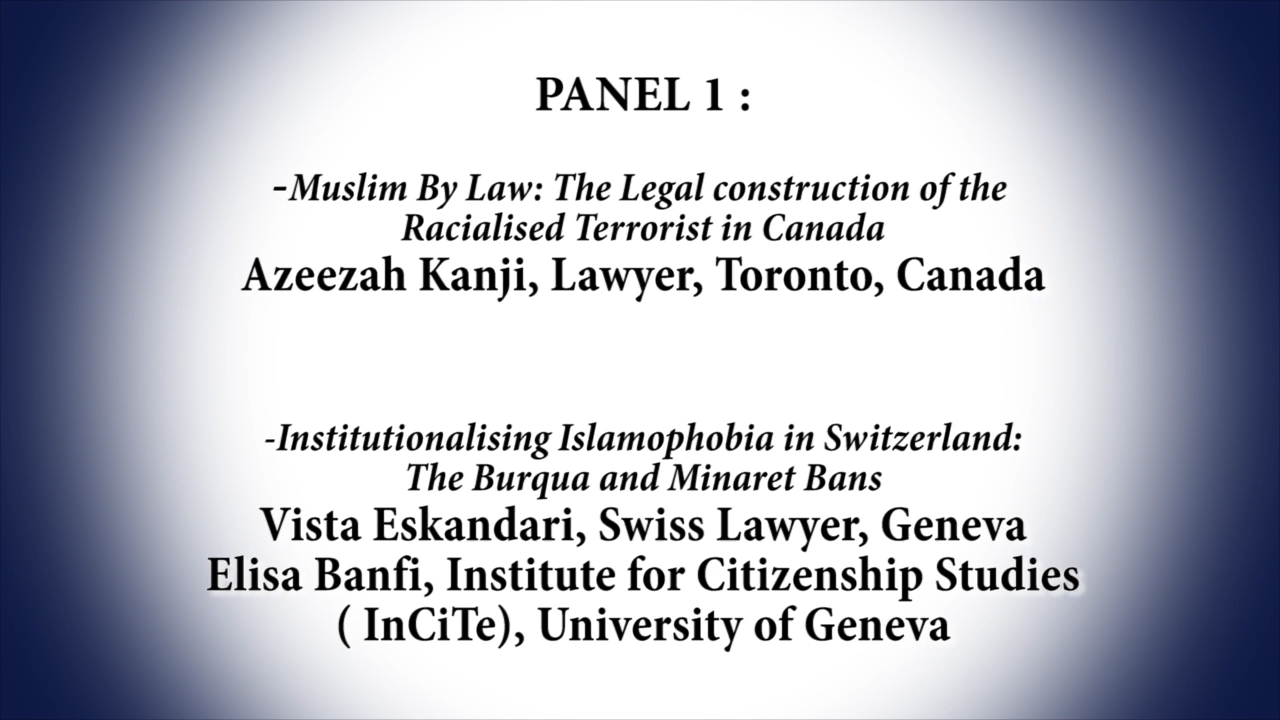 PANEL 1 :
-Muslim By Law: The Legal construction of the
Racialised Terrorist in Canada
Azeezah Kanji, Lawyer, Toronto, Canada
-Institutionalising Islamophobia in Switzerland:
The Burqua and Minaret Bans
Vista Eskandari, Swiss Lawyer, Geneva
Elisa Banfi, Institute for Citizenship Studies
( InCiTe), University of Geneva